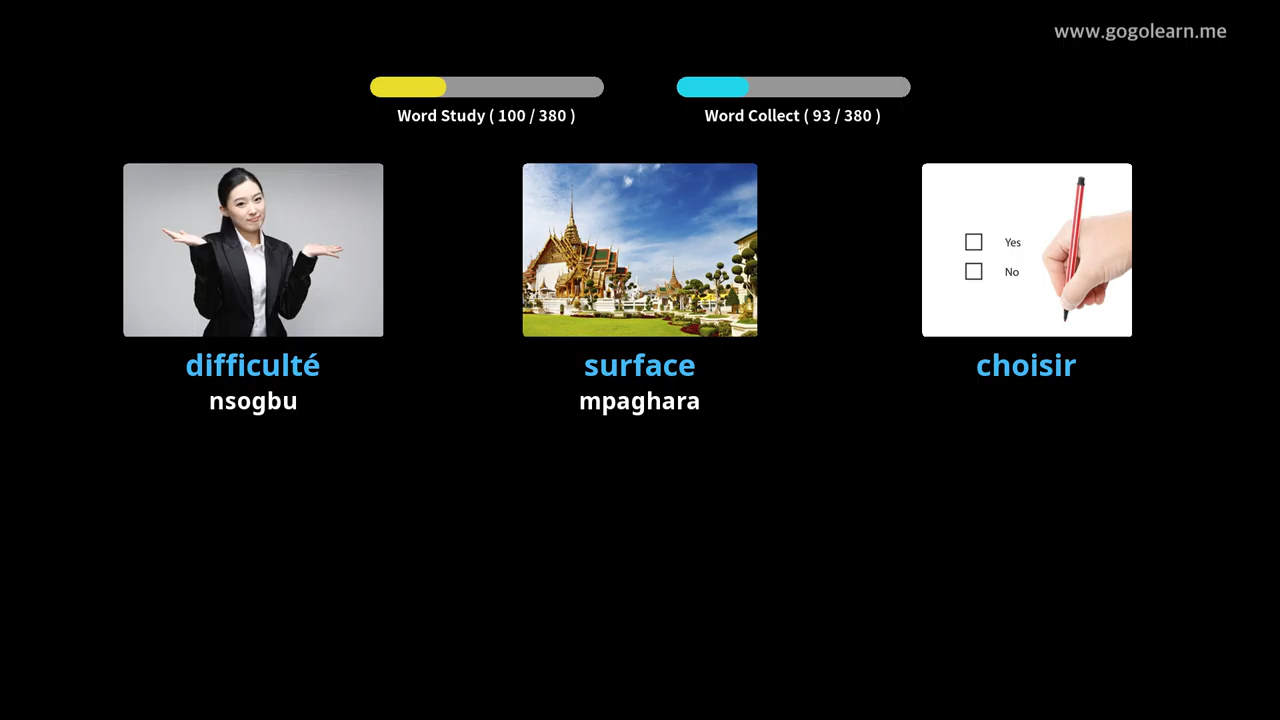 www.gogolearn.me
Word Study ( 100 / 380 )
Word Collect ( 93 / 380 )
Yes
No
difficulté
nsogbu
surface
mpaghara
choisir